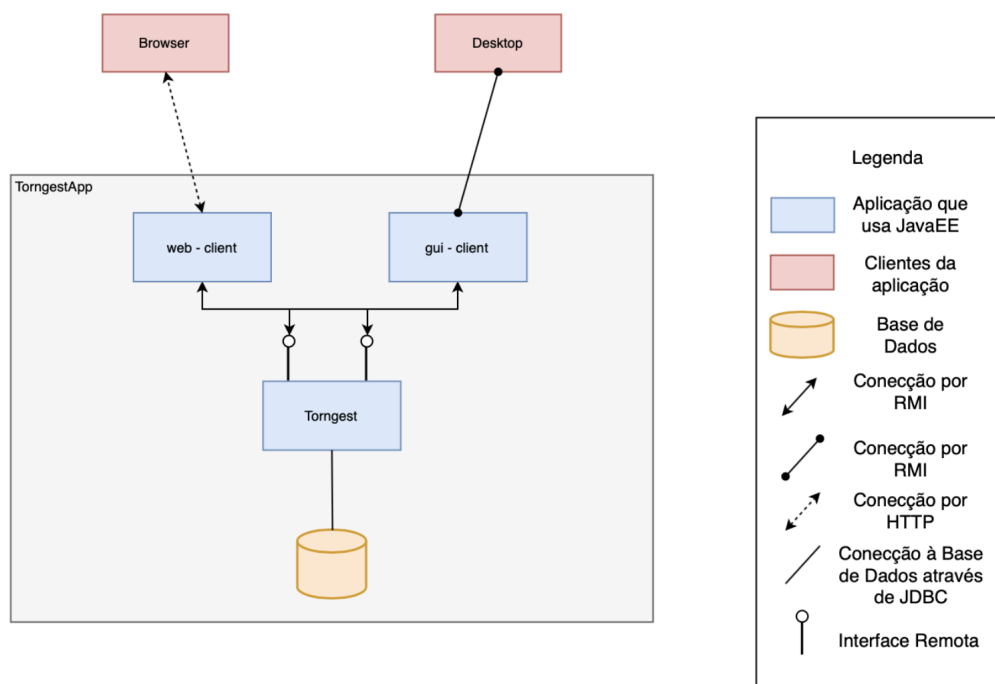 Browser
Desktop
TorngestApp
web - client
gui - client
Torngest
Legenda
Aplicação que
usa JavaEE
Clientes da
aplicação
Base de
Dados
Conecção por
RMI
Conecção por
RMI
Conecção por
HTTP
Conecção à Base
de Dados através
de JDBC
Interface Remota